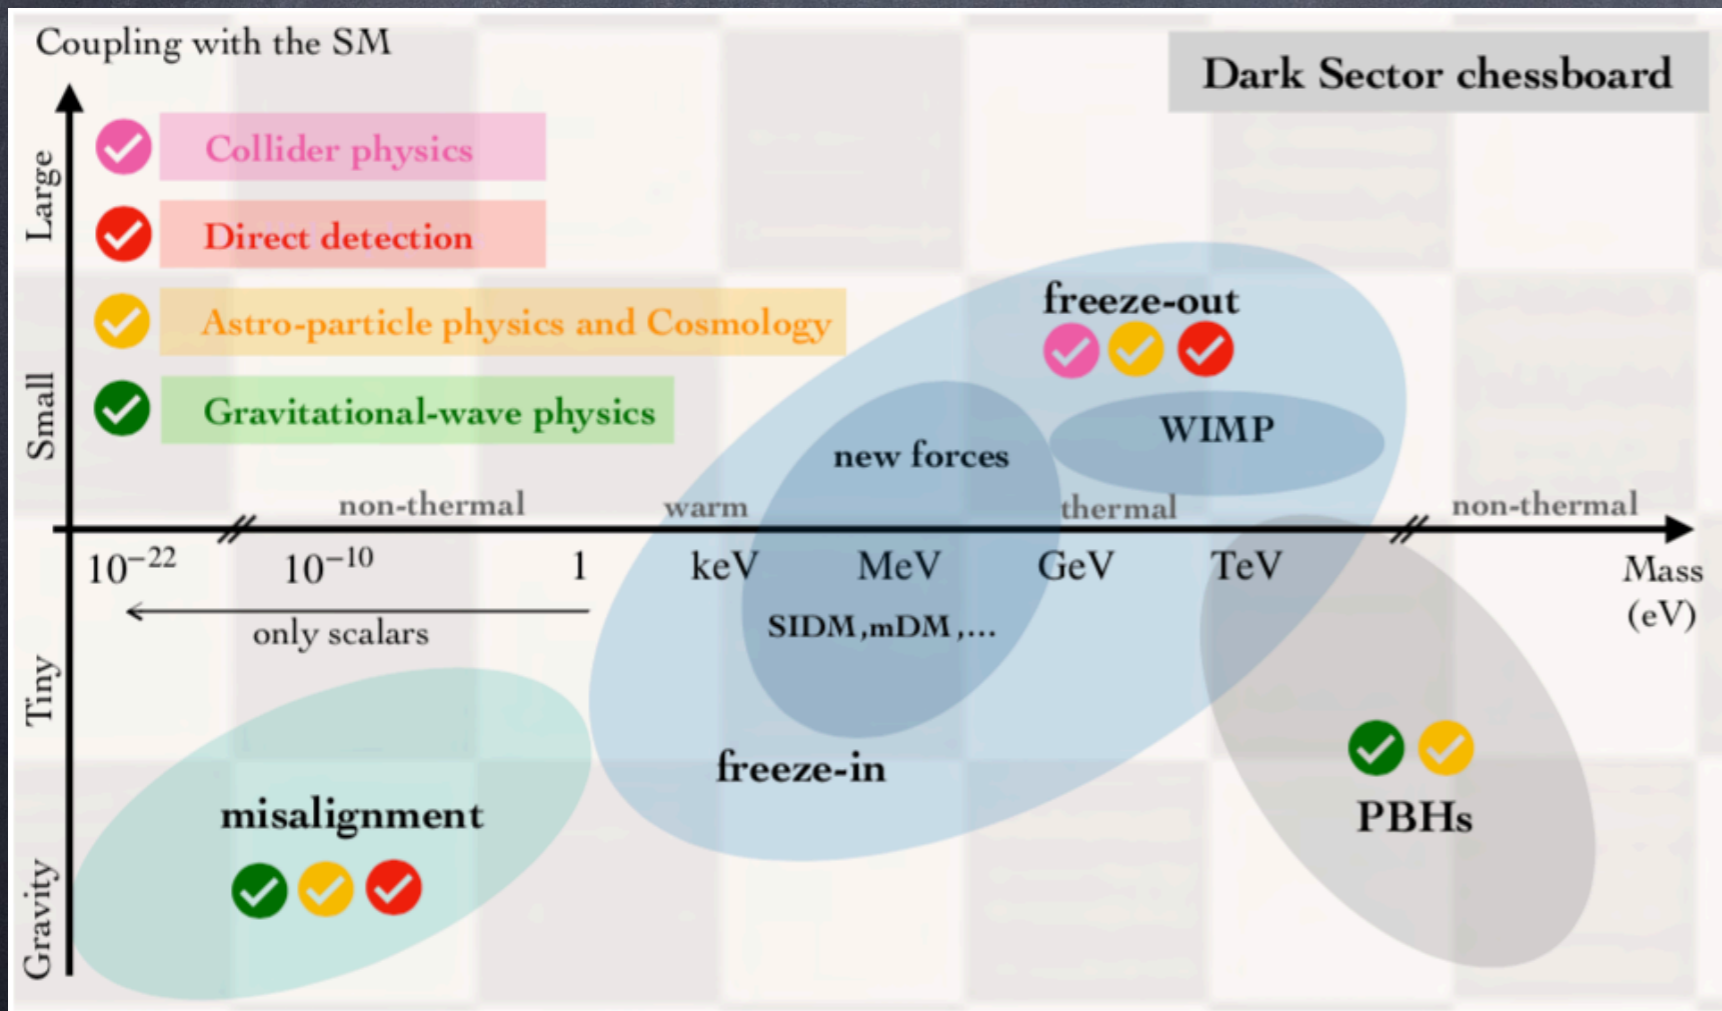 Coupling with the SM
Dark Sector chessboard
Large
Small
Tiny
Gravity
Collider physics
Direct detection
Astro-particle physics and Cosmology
Gravitational-wave physics
freeze-out
WIMP
new forces
non-thermal
warm
thermal
non-thermal
10⁻²²
10⁻¹⁰
1
keV
MeV
GeV
TeV
Mass
(eV)
only scalars
SIDM,mDM,...
freeze-in
misalignment
PBHs